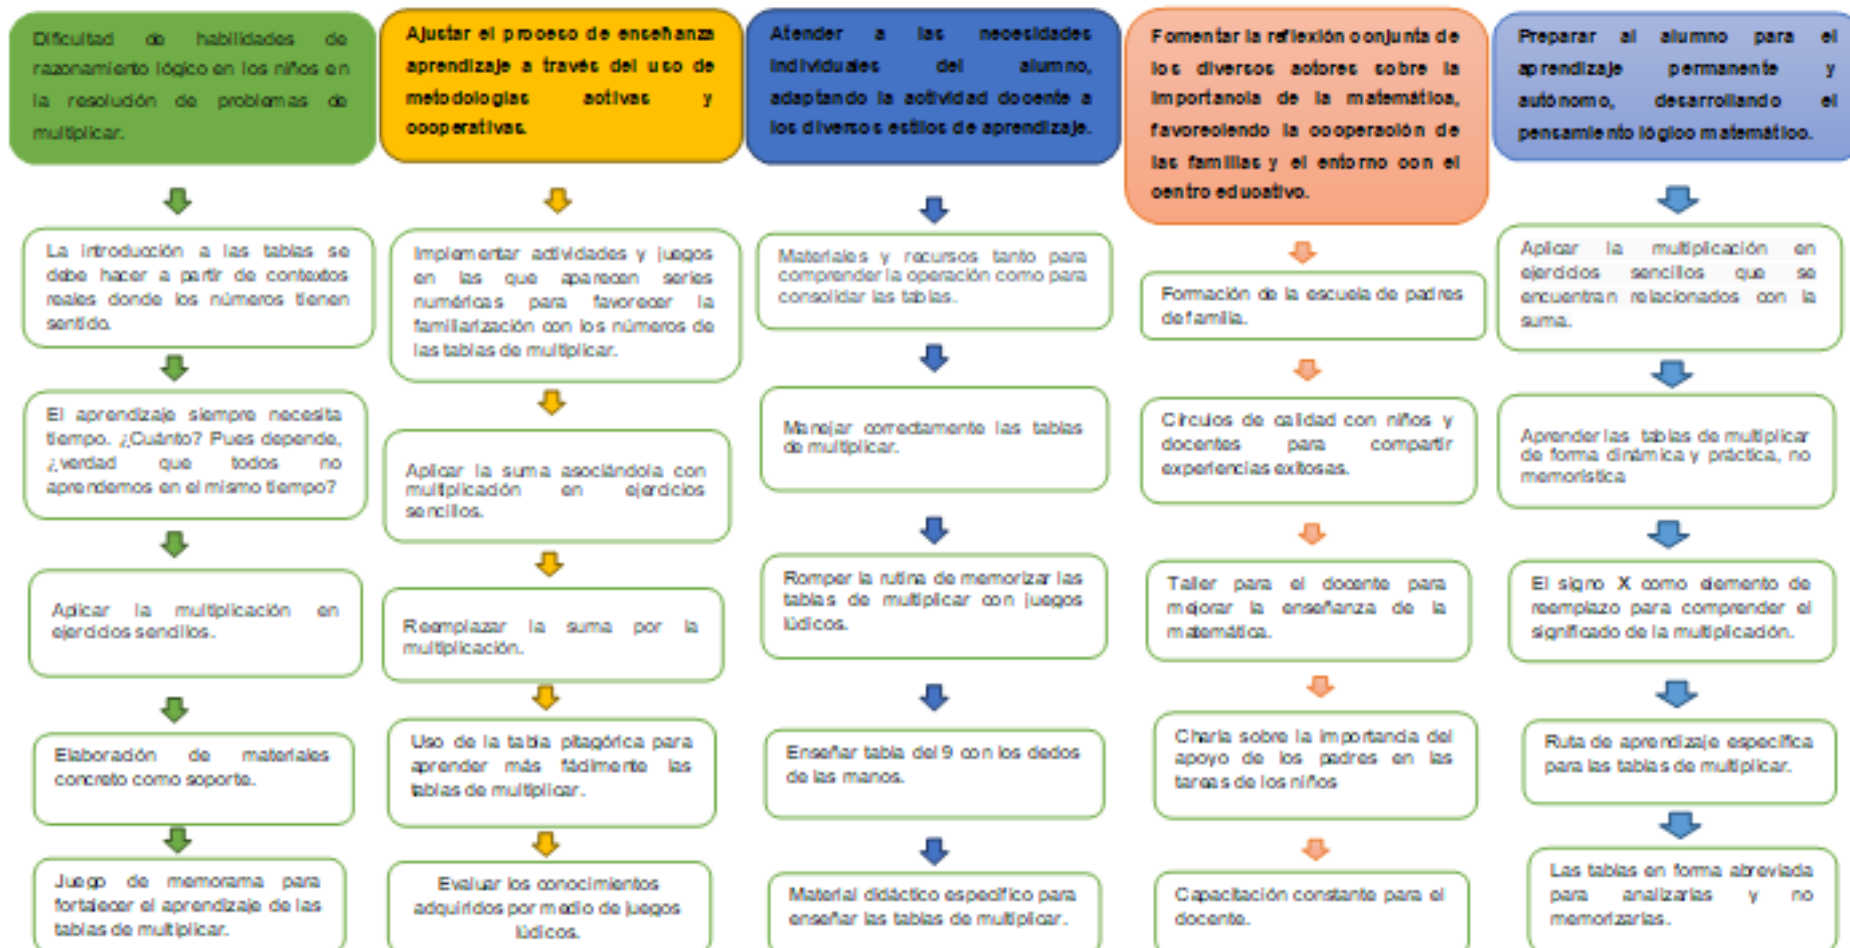 Dificultad de habilidades de
razonamiento lógico en los niños en
la resolución de problemas de
multiplicar.
La introducción a las tablas se
debe hacer a partir de contextos
reales donde los números tienen
sentido.
El aprendizaje siempre necesita
tiempo. ¿Cuánto? Pues depende,
¿verdad que todos no
aprendemos en el mismo tiempo?
Aplicar la multiplicación en
ejercicios sencillos.
Elaboración de materiales
concreto como soporte.
Juego de memorama para
fortalecer el aprendizaje de las
tablas de multiplicar.
Ajustar el proceso de enseñanza
aprendizaje a través del uso de
metodologías activas y
cooperativas.
Implementar actividades y juegos
en las que aparecen series
numéricas para favorecer la
familiarización con los números de
las tablas de multiplicar.
Aplicar la suma asociándola con
multiplicación en ejercicios
sencillos.
Reemplazar la suma por la
multiplicación.
Uso de la tabla pitagórica para
aprender más fácilmente las
tablas de multiplicar.
Evaluar los conocimientos
adquiridos por medio de juegos
lúdicos.
Atender a las necesidades
individuales del alumno,
adaptando la actividad docente a
los diversos estilos de aprendizaje.
Materiales y recursos tanto para
comprender la operación como para
consolidar las tablas.
Manejar correctamente las tablas
de multiplicar.
Romper la rutina de memorizar las
tablas de multiplicar con juegos
lúdicos.
Enseñar tabla del 9 con los dedos
de las manos.
Material didáctico específico para
enseñar las tablas de multiplicar.
Fomentar la reflexión conjunta de
los diversos actores sobre la
importancia de la matemática,
favoreciendo la cooperación de
las familias y el entorno con el
centro educativo.
Formación de la escuela de padres
de familia.
Círculos de calidad con niños y
docentes para compartir
experiencias exitosas.
Taller para el docente para
mejorar la enseñanza de la
matemática.
Charla sobre la importancia del
apoyo de los padres en las
tareas de los niños
Capacitación constante para el
docente.
Preparar al alumno para el
aprendizaje permanente y
autónomo, desarrollando el
pensamiento lógico matemático.
Aplicar la multiplicación en
ejercicios sencillos que se
encuentran relacionados con la
suma.
Aprender las tablas de multiplicar
de forma dinámica y práctica, no
memorística
El signo X como elemento de
reemplazo para comprender el
significado de la multiplicación.
Ruta de aprendizaje específica
para las tablas de multiplicar.
Las tablas en forma abreviada
para analizarlas y no
memorizarlas.